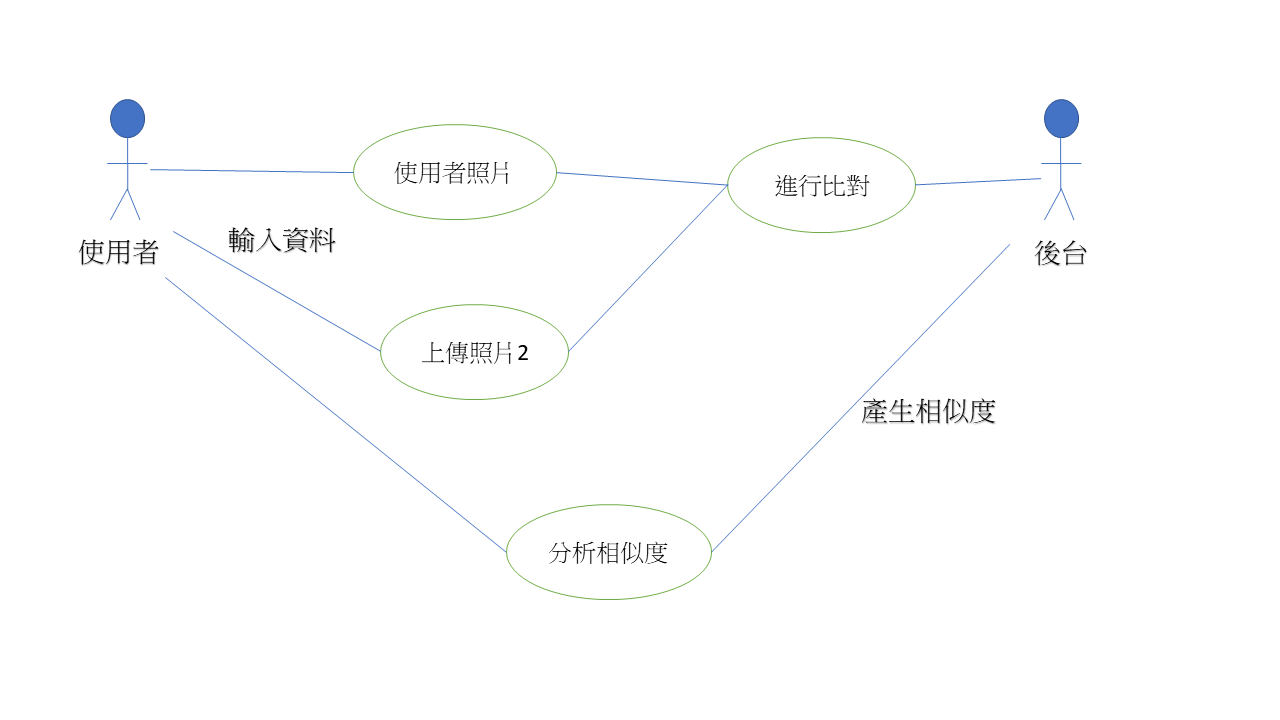 使用者照片
進行比對
使用者
輸入資料
後台
上傳照片2
產生相似度
分析相似度